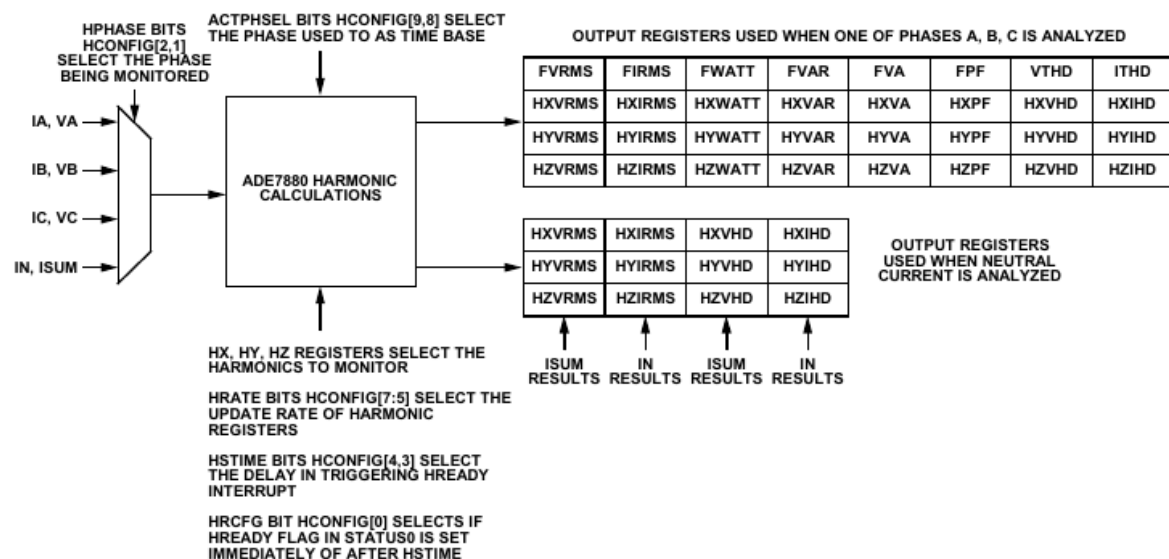 HPHASE BITS
HCONFIG[2,1]
SELECT THE PHASE
BEING MONITORED
ACTPHSEL BITS HCONFIG[9,8] SELECT
THE PHASE USED TO AS TIME BASE
IA, VA
IB, VB
IC, VC
IN, ISUM
ADE7880 HARMONIC
CALCULATIONS
OUTPUT REGISTERS USED WHEN ONE OF PHASES A, B, C IS ANALYZED
FVRMS FIRMS FWATT FVAR FVA FPF VTHD ITHD
HXVRMS HXIRMS HXWATT HXVAR HXVA HXPF HXVHD HXIHD
HYVRMS HYIRMS HYWATT HYVAR HYVA HYPF HYVHD HYIHD
HZVRMS HZIRMS HZWATT HZVAR HZVA HZPF HZVHD HZIHD
HXVRMS HXIRMS HXVHD HXIHD
HYVRMS HYIRMS HYVHD HYIHD
HZVRMS HZIRMS HZVHD HZIHD
OUTPUT REGISTERS
USED WHEN NEUTRAL
CURRENT IS ANALYZED
ISUM
RESULTS
IN
RESULTS
ISUM
RESULTS
IN
RESULTS
HX, HY, HZ REGISTERS SELECT THE
HARMONICS TO MONITOR
HRATE BITS HCONFIG[7:5] SELECT THE
UPDATE RATE OF HARMONIC
REGISTERS
HSTIME BITS HCONFIG[4,3] SELECT
THE DELAY IN TRIGGERING HREADY
INTERRUPT
HRCFG BIT HCONFIG[0] SELECTS IF
HREADY FLAG IN STATUS0 IS SET
IMMEDIATELY OF AFTER HSTIME